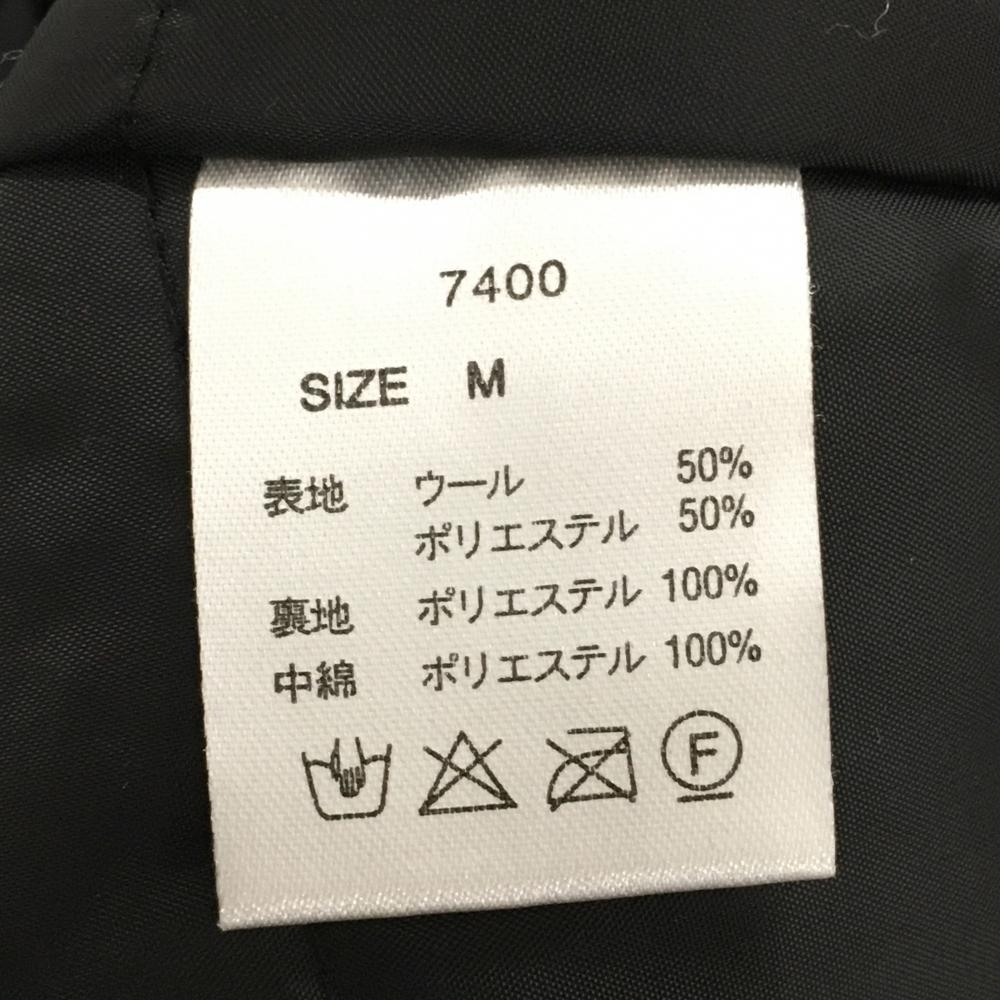 7400
SIZE M
表地 ウール 50%
ポリエステル 50%
裏地 ポリエステル 100%
中綿 ポリエステル 100%
F